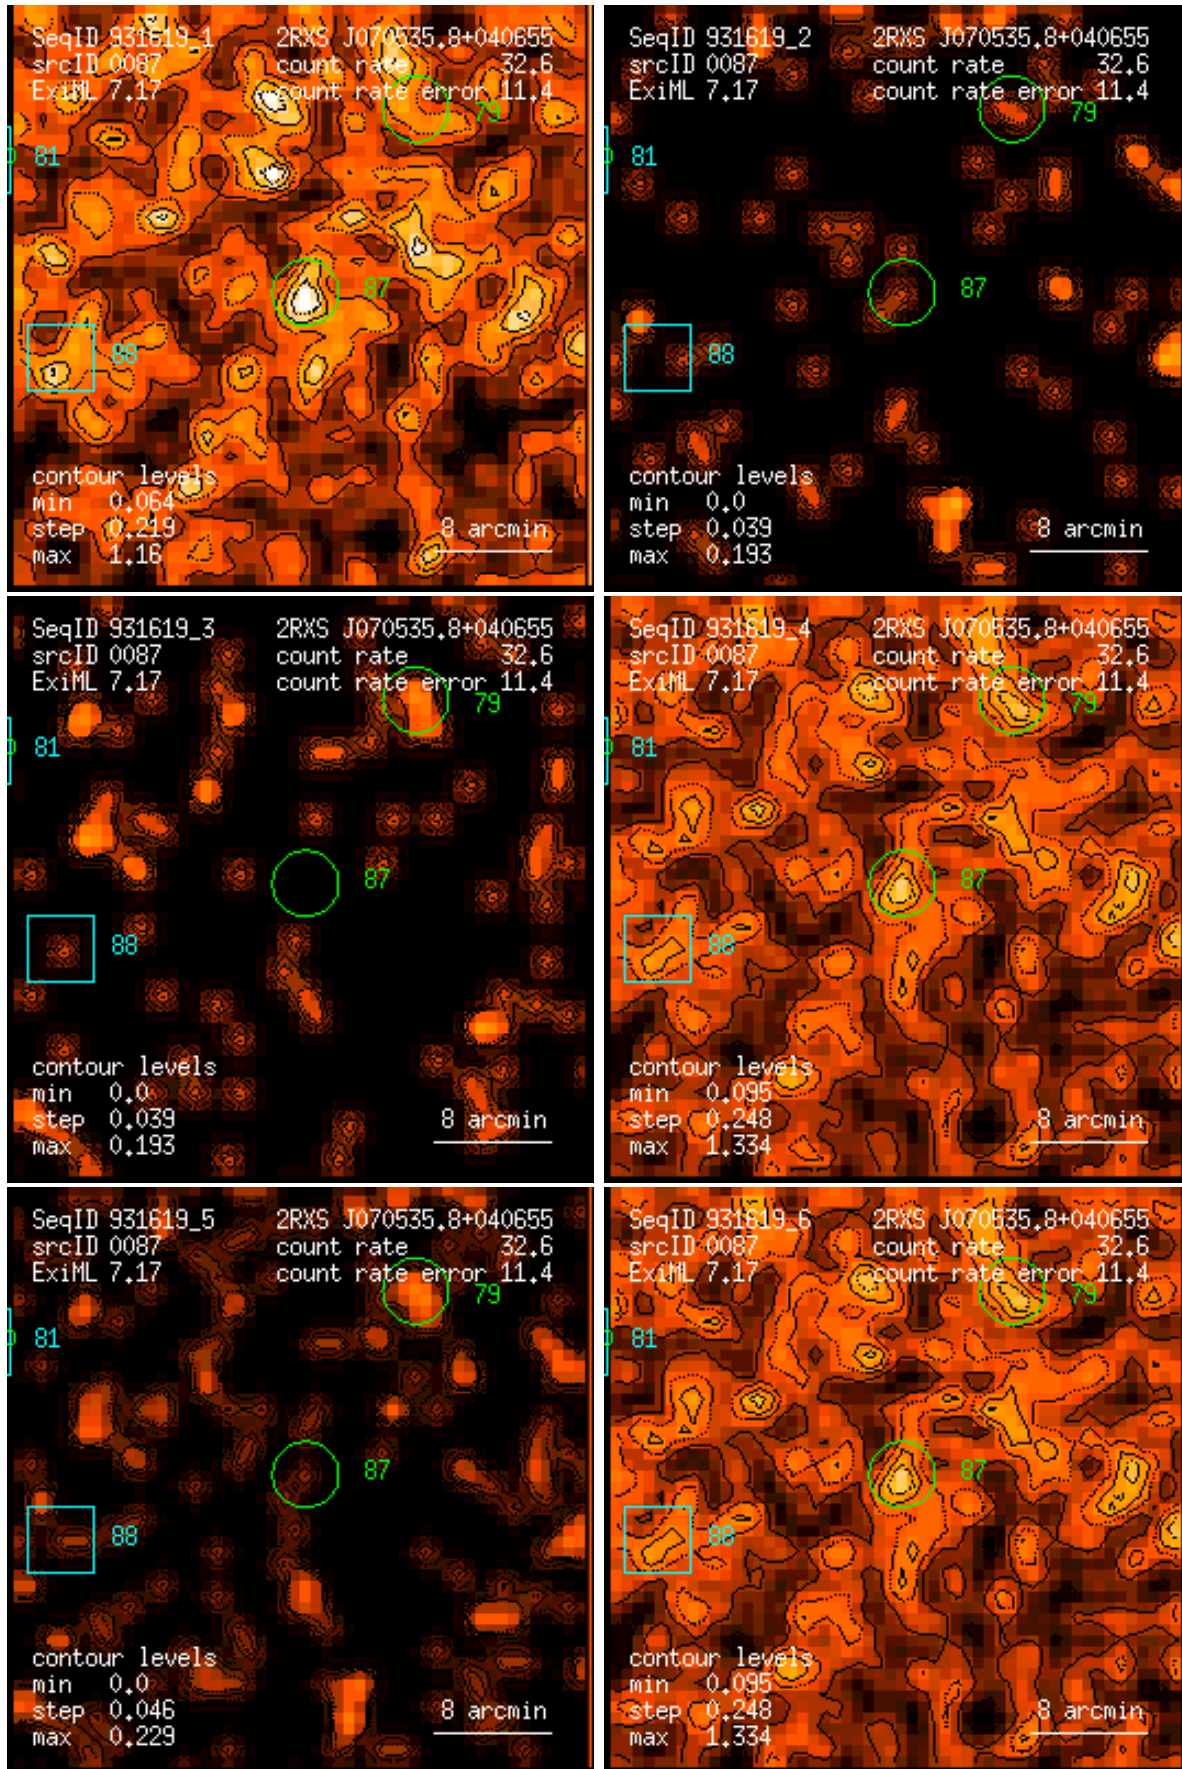 SeqID 931619_1 2RXS J070535.8+040655
srcID 0087 count rate 32.6
ExiML 7.17 count rate error 11.4
79
81
87
88
contour levels
min 0.064
step 0.219
max 1.16
8 arcmin
SeqID 931619_2 2RXS J070535.8+040655
srcID 0087 count rate 32.6
ExiML 7.17 count rate error 11.4
79
81
87
88
contour levels
min 0.0
step 0.039
max 0.193
8 arcmin
SeqID 931619_3 2RXS J070535.8+040655
srcID 0087 count rate 32.6
ExiML 7.17 count rate error 11.4
79
81
87
88
contour levels
min 0.0
step 0.039
max 0.193
8 arcmin
SeqID 931619_4 2RXS J070535.8+040655
srcID 0087 count rate 32.6
ExiML 7.17 count rate error 11.4
79
81
87
88
contour levels
min 0.095
step 0.248
max 1.334
8 arcmin
SeqID 931619_5 2RXS J070535.8+040655
srcID 0087 count rate 32.6
ExiML 7.17 count rate error 11.4
79
81
87
88
contour levels
min 0.0
step 0.046
max 0.229
8 arcmin
SeqID 931619_6 2RXS J070535.8+040655
srcID 0087 count rate 32.6
ExiML 7.17 count rate error 11.4
79
81
87
88
contour levels
min 0.095
step 0.248
max 1.334
8 arcmin